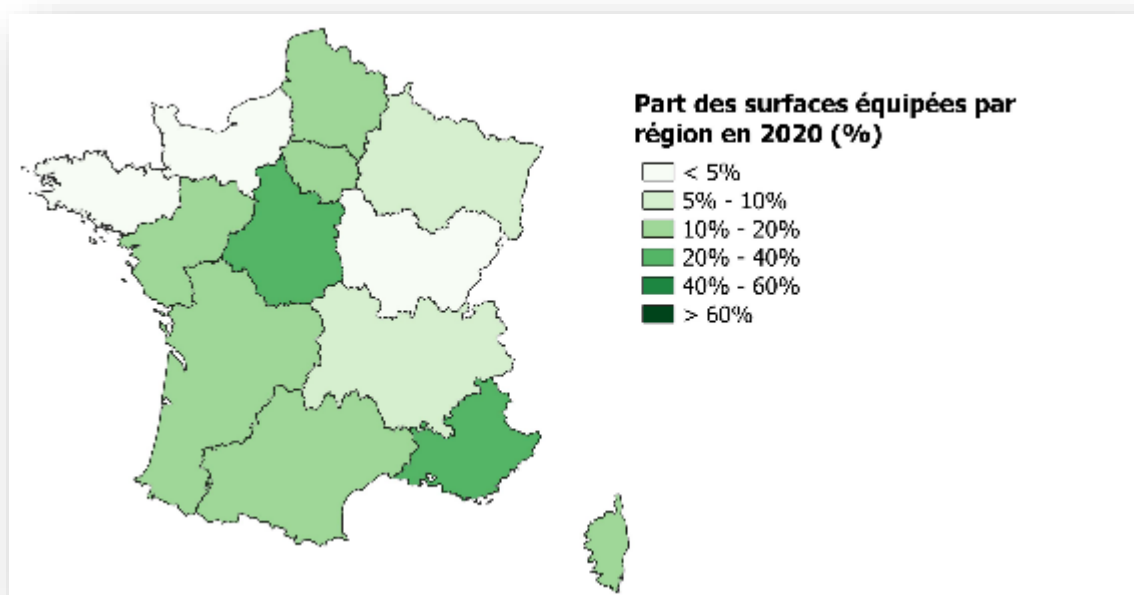 Part des surfaces équipées par
région en 2020 (%)
< 5%
5% - 10%
10% - 20%
20% - 40%
40% - 60%
> 60%